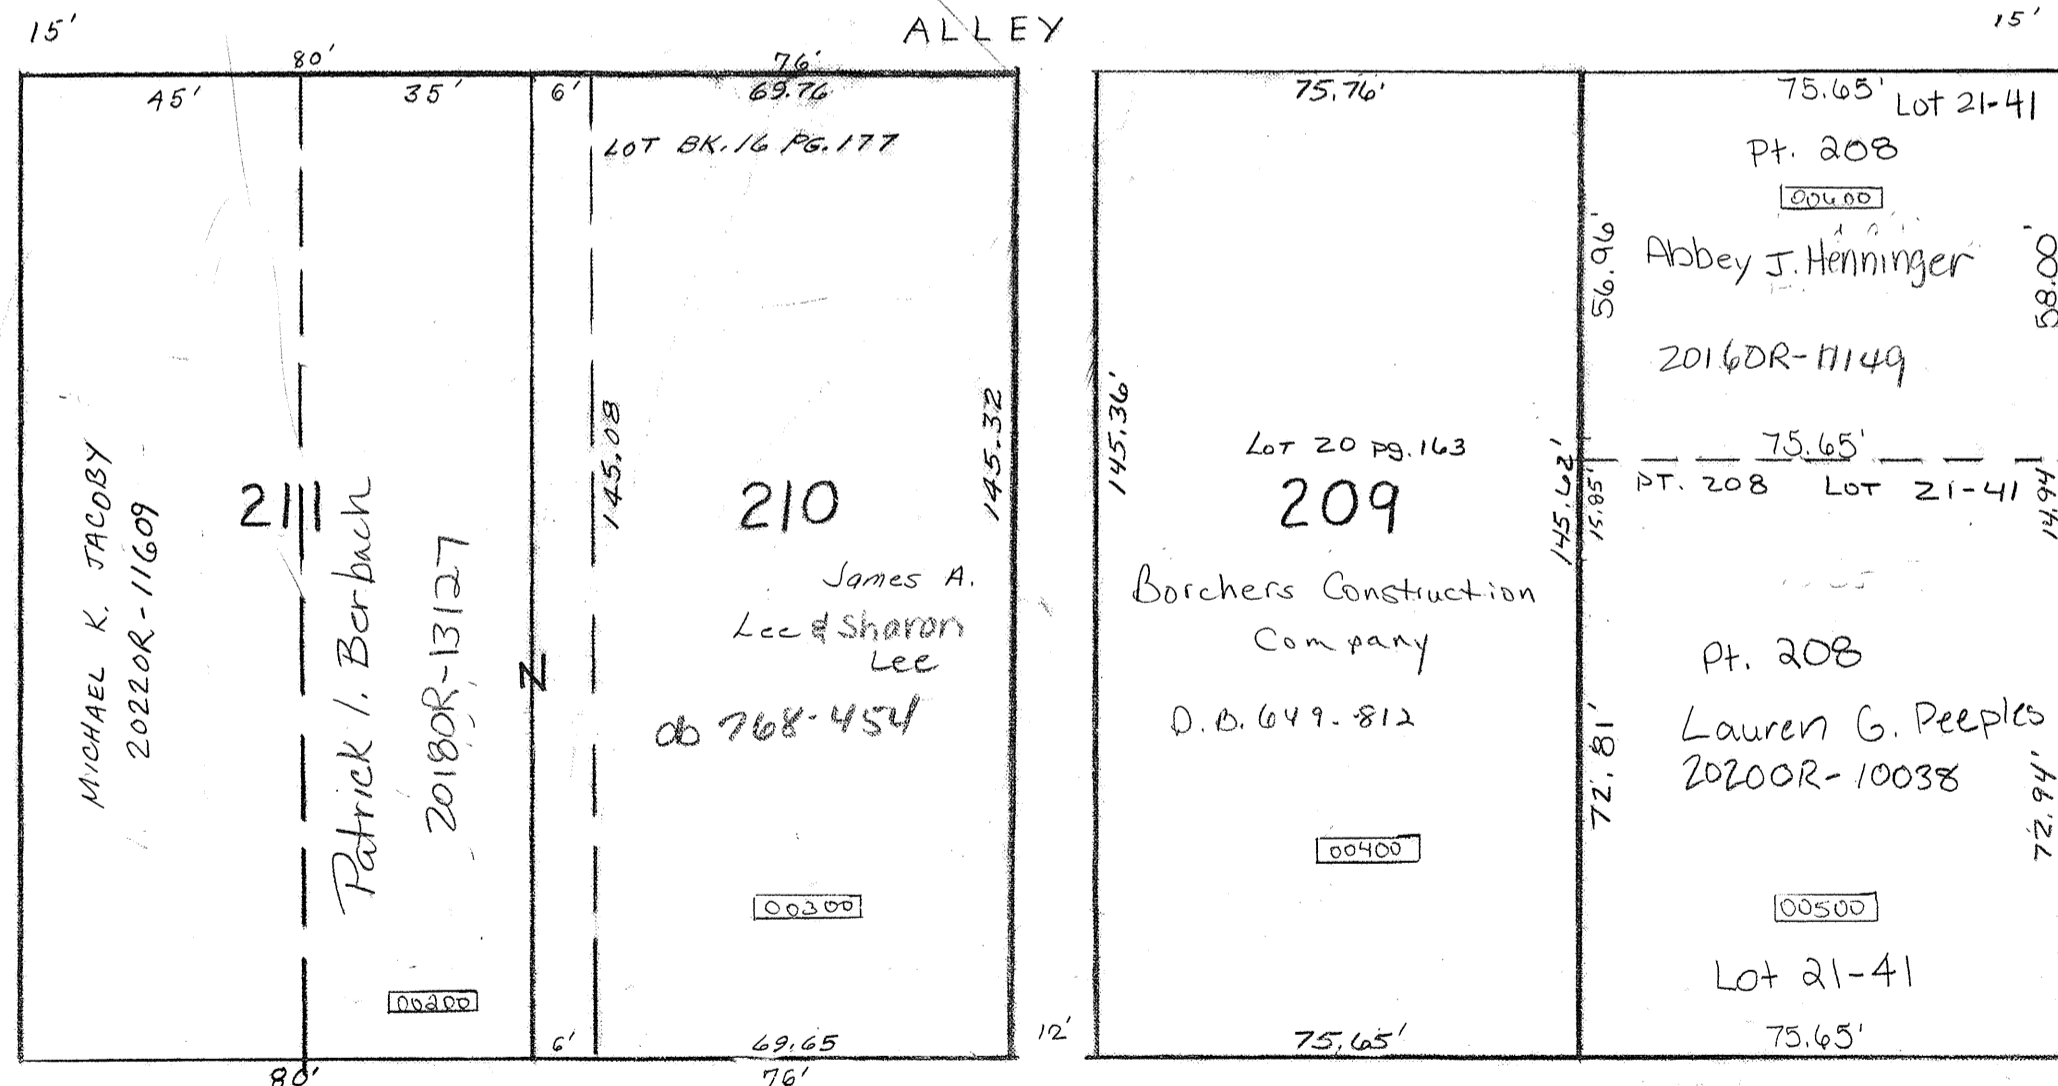 15'
ALLEY
15'
80'
76'
45'
35'
6'
69.76
75.76'
75.65'
Lot 21-41
LOT BK.16 PG.177
Pt. 208
00600
56.96'
Abbey J. Henninger
58.00'
2016OR-11149
145.08
145.32
145.36'
Lot 20 pg.163
145.62'
75.65'
15.85'
PT. 208 LOT 21-41
14.94'
211
210
209
MICHAEL K. JACOBY
2022OR-11609
Patrick I. Berbach
2018OR-13127
Z
James A.
Lee & Sharon
Lee
db 768-454
Borchers Construction
Company
D.B. 649-812
Pt. 208
Lauren G. Peeples
2020OR-10038
72.81'
72.94'
00400
00300
00500
00200
Lot 21-41
6'
69.65
12'
75.65'
75.65'
80'
76'